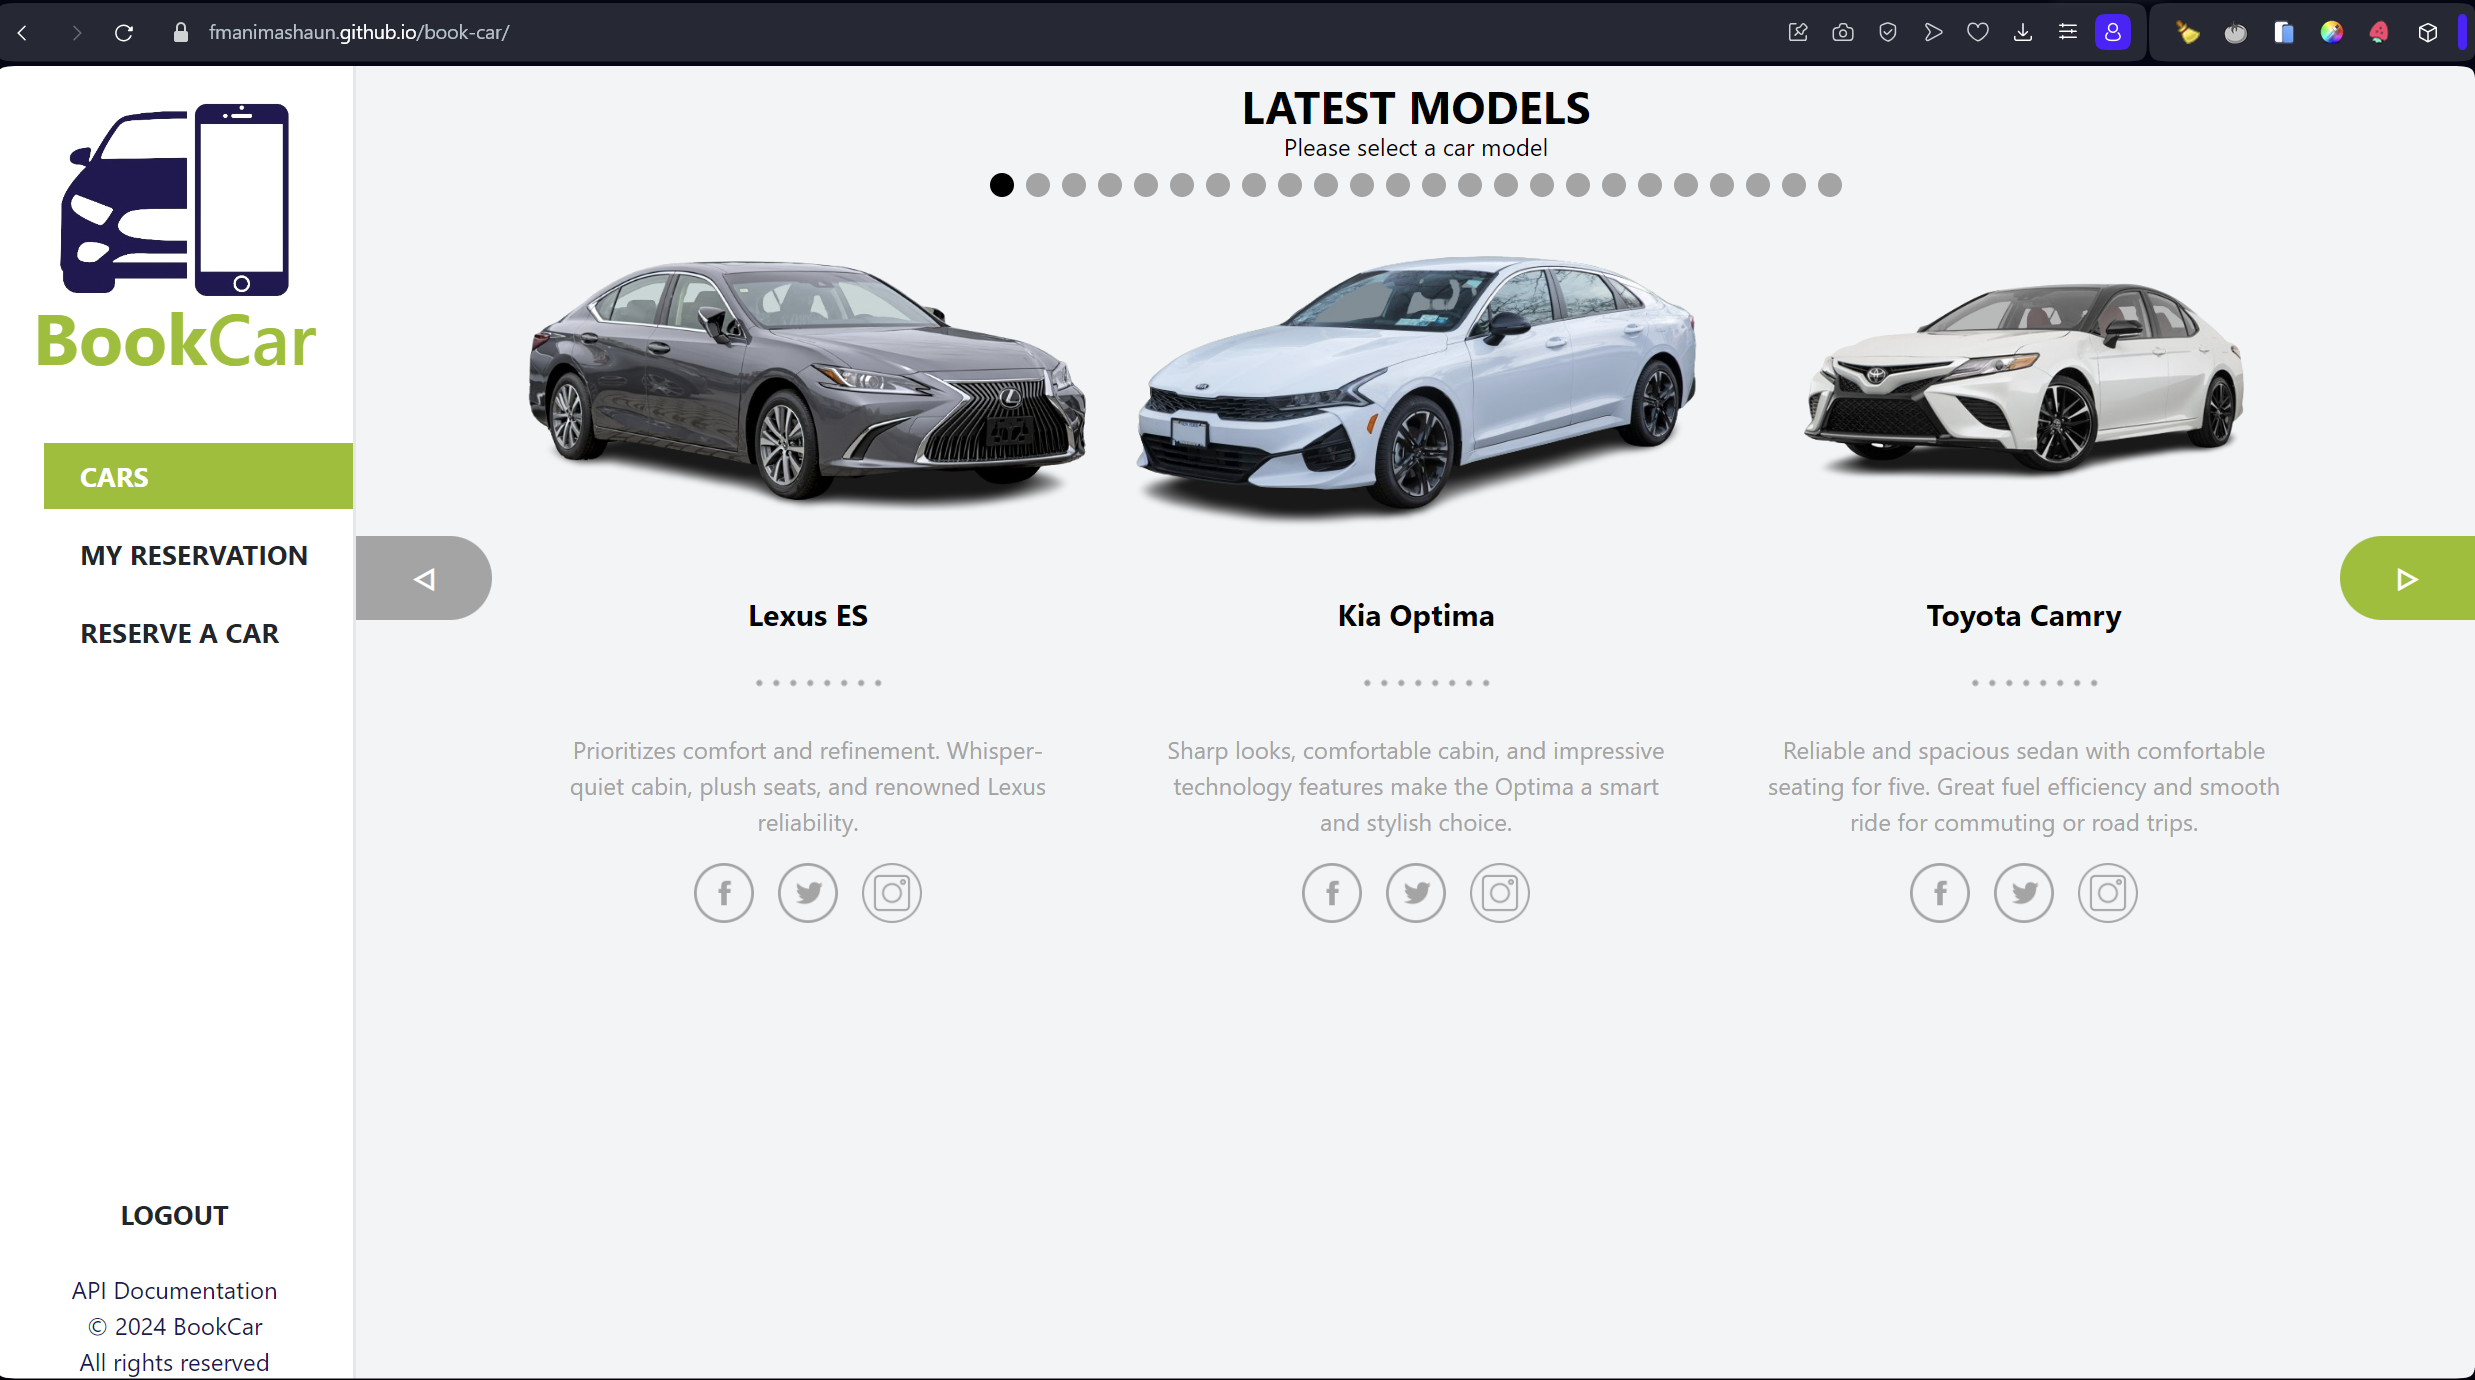 fmanimashaun.github.io/book-car/
BookCar
CARS
MY RESERVATION
RESERVE A CAR
LOGOUT
API Documentation
© 2024 BookCar
All rights reserved
LATEST MODELS
Please select a car model
Lexus ES
Prioritizes comfort and refinement. Whisper-
quiet cabin, plush seats, and renowned Lexus
reliability.
Kia Optima
Sharp looks, comfortable cabin, and impressive
technology features make the Optima a smart
and stylish choice.
Toyota Camry
Reliable and spacious sedan with comfortable
seating for five. Great fuel efficiency and smooth
ride for commuting or road trips.